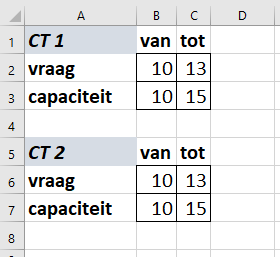 A B C D
1 CT 1 van tot
2 vraag 10 13
3 capaciteit 10 15
4
5 CT 2 van tot
6 vraag 10 13
7 capaciteit 10 15
8